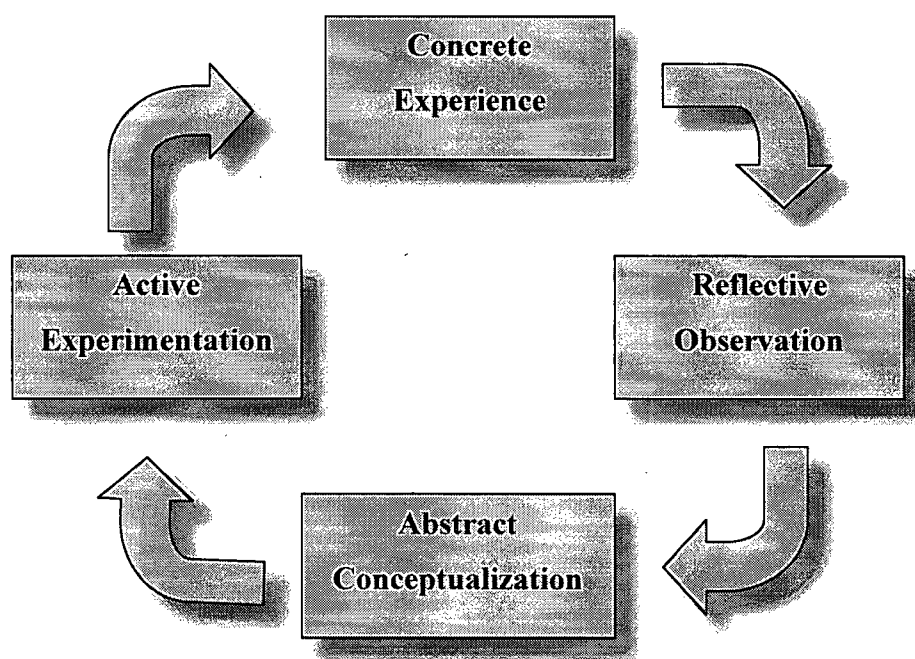 Concrete
Experience
Reflective
Observation
Abstract
Conceptualization
Active
Experimentation